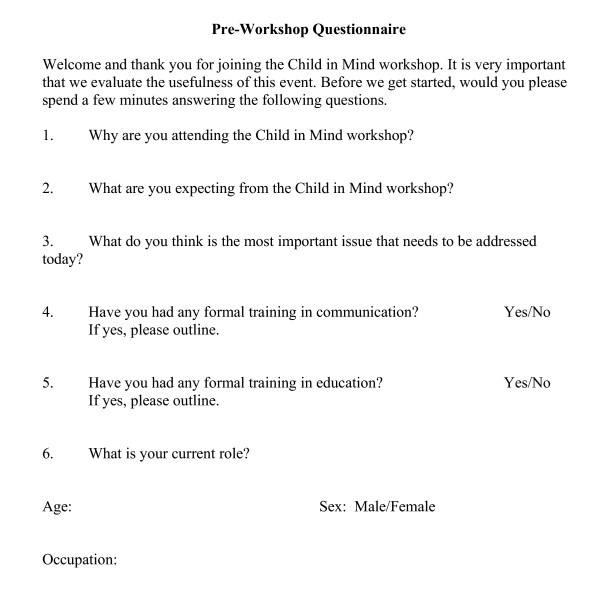 Pre-Workshop Questionnaire
Welcome and thank you for joining the Child in Mind workshop. It is very important
that we evaluate the usefulness of this event. Before we get started, would you please
spend a few minutes answering the following questions.
1. Why are you attending the Child in Mind workshop?
2. What are you expecting from the Child in Mind workshop?
3. What do you think is the most important issue that needs to be addressed
today?
4. Have you had any formal training in communication? Yes/No
If yes, please outline.
5. Have you had any formal training in education? Yes/No
If yes, please outline.
6. What is your current role?
Age: Sex: Male/Female
Occupation: